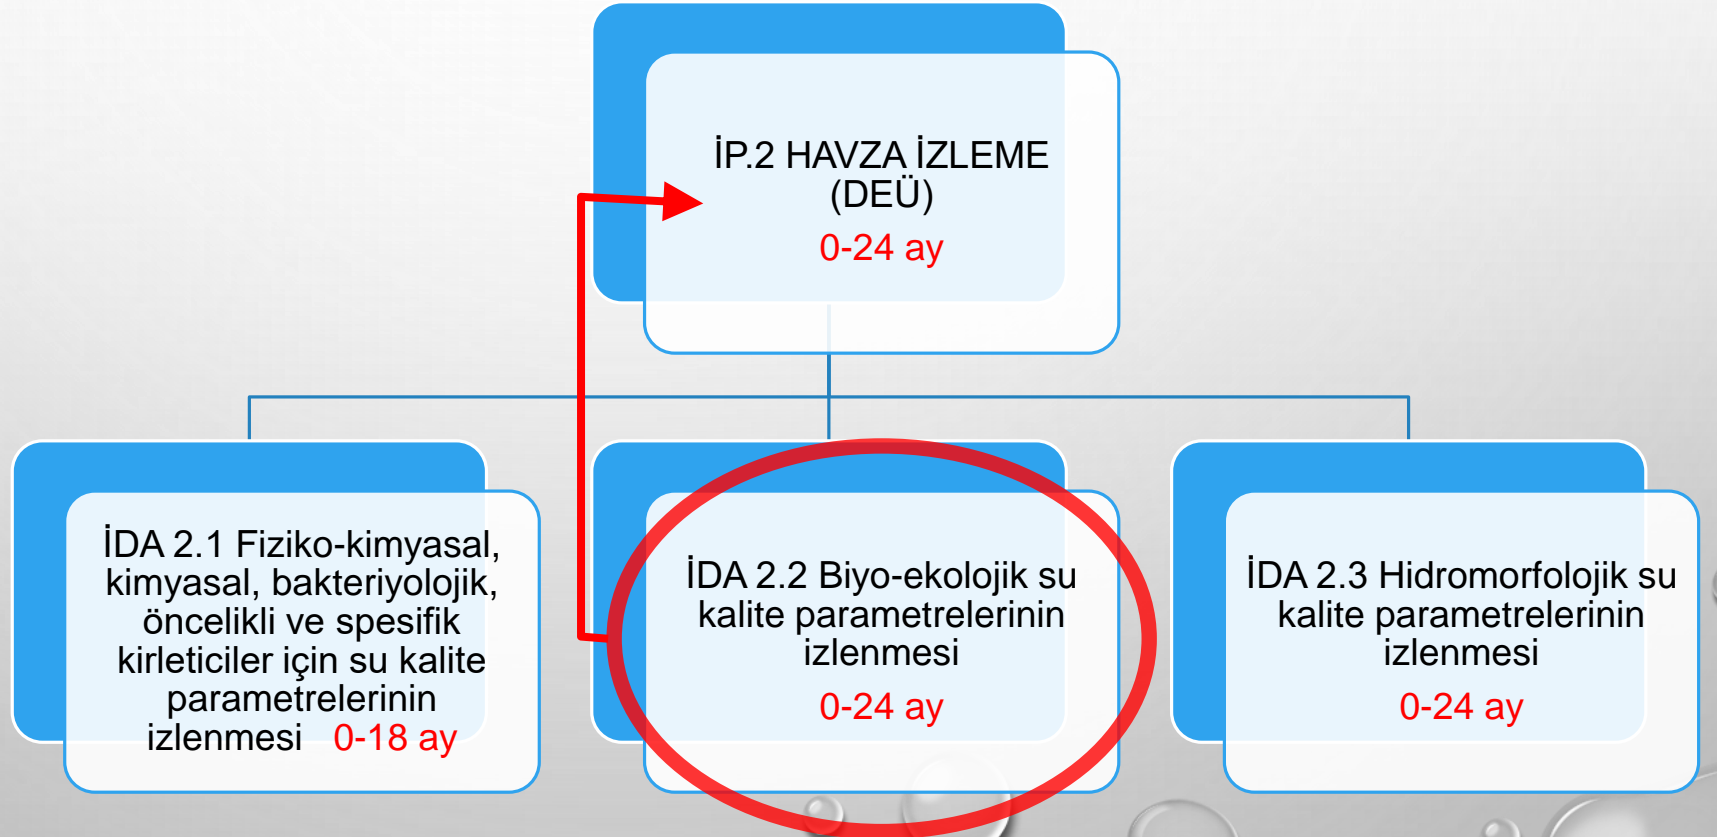 İP.2 HAVZA İZLEME
(DEÜ)
0-24 ay
İDA 2.1 Fiziko-kimyasal,
kimyasal, bakteriyolojik,
öncelikli ve spesifik
kirleticiler için su kalite
parametrelerinin
izlenmesi 0-18 ay
İDA 2.2 Biyo-ekolojik su
kalite parametrelerinin
izlenmesi
0-24 ay
İDA 2.3 Hidromorfolojik su
kalite parametrelerinin
izlenmesi
0-24 ay